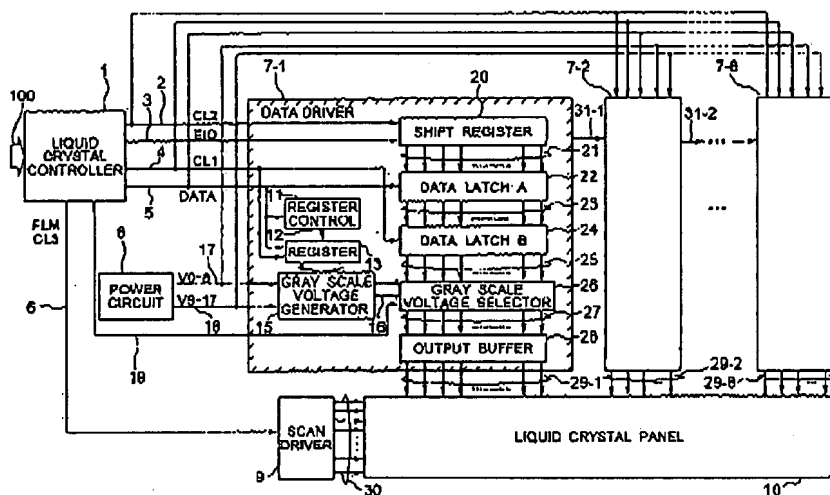 7-2
7-8
1
7-1
20
2
100
3
CL2
DATA DRIVER
31-1
31-2
LIQUID
CRYSTAL
CONTROLLER
4
EIO
SHIFT REGISTER
CL1
21
5
DATA
DATA LATCH A
22
11
REGISTER
CONTROL
23
FLM
CL3
12
DATA LATCH B
24
REGISTER
13
25
8
17
V0-8
POWER
CIRCUIT
GRAY SCALE
VOLTAGE
GENERATOR
GRAY SCALE
VOLTAGE SELECTOR
26
6
V9-17
27
18
15
16
OUTPUT BUFFER
28
19
29-1
29-2
29-8
SCAN
DRIVER
LIQUID CRYSTAL PANEL
9
30
10